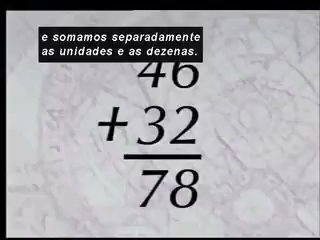 e somamos separadamente
as unidades e as dezenas.
46
+32
78